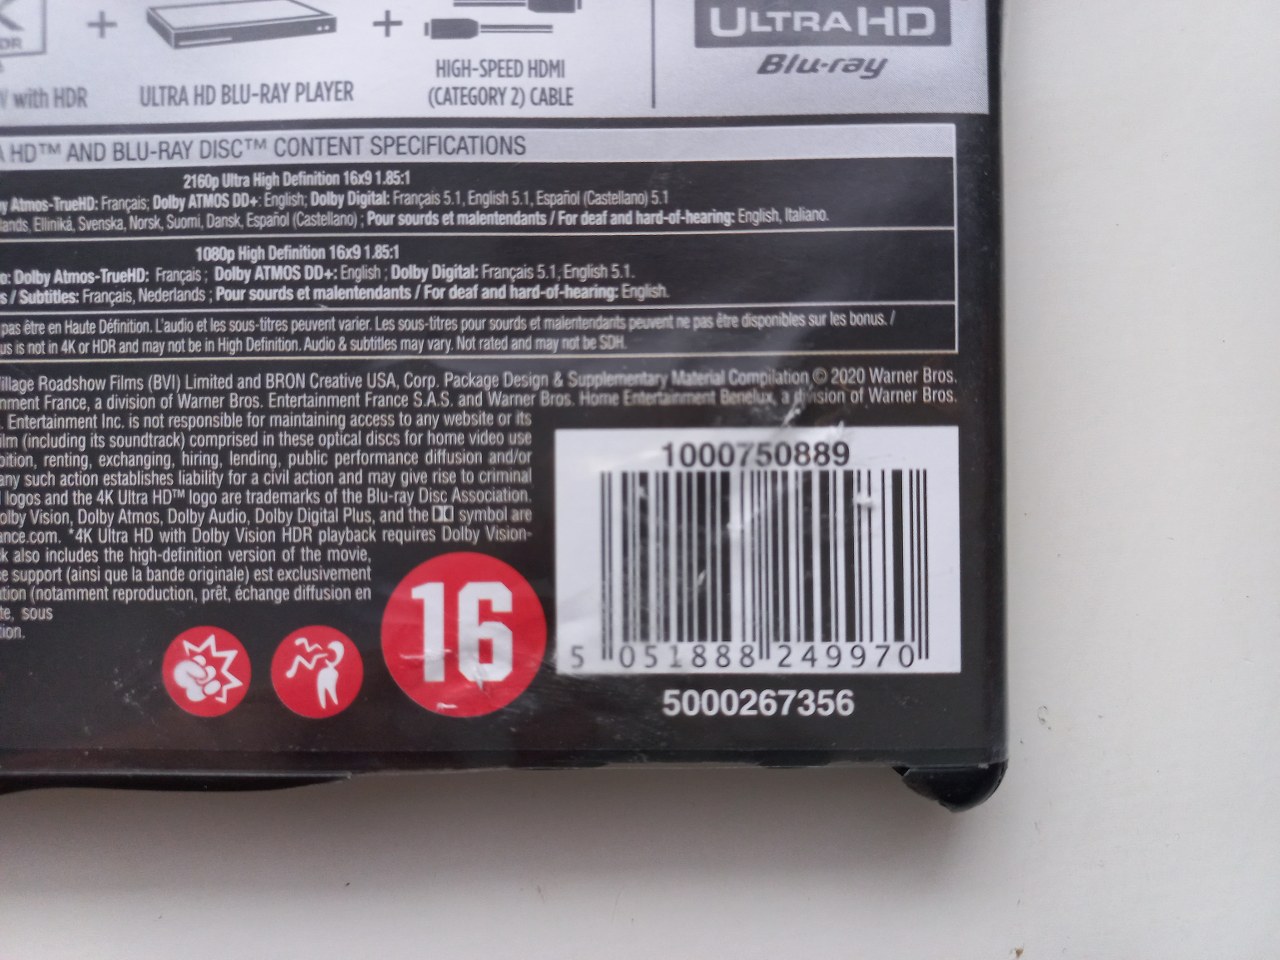 DR
+
+
ULTRA HD
Blu-ray
with HDR
ULTRA HD BLU-RAY PLAYER
HIGH-SPEED HDMI
(CATEGORY 2) CABLE
A HD™ AND BLU-RAY DISC™ CONTENT SPECIFICATIONS
2160p Ultra High Definition 16x9 1.85:1
y Atmos-TrueHD: Français; Dolby ATMOS DD+: English; Dolby Digital: Français 5.1, English 5.1, Español (Castellano) 5.1
lands, Elliniká, Svenska, Norsk, Suomi, Dansk, Español (Castellano) ; Pour sourds et malentendants / For deaf and hard-of-hearing: English, Italiano.
1080p High Definition 16x9 1.85:1
o: Dolby Atmos-TrueHD: Français ; Dolby ATMOS DD+: English ; Dolby Digital: Français 5.1, English 5.1.
s / Subtitles: Français, Nederlands ; Pour sourds et malentendants / For deaf and hard-of-hearing: English.
pas être en Haute Définition. L'audio et les sous-titres peuvent varier. Les sous-titres pour sourds et malentendants peuvent ne pas être disponibles sur les bonus. /
us is not in 4K or HDR and may not be in High Definition. Audio & subtitles may vary. Not rated and may not be SDH.
illage Roadshow Films (BVI) Limited and BRON Creative USA, Corp. Package Design & Supplementary Material Compilation © 2020 Warner Bros.
nment France, a division of Warner Bros. Entertainment France S.A.S. and Warner Bros. Home Entertainment Benelux, a division of Warner Bros.
. Entertainment Inc. is not responsible for maintaining access to any website or its
ilm (including its soundtrack) comprised in these optical discs for home video use
bition, renting, exchanging, hiring, lending, public performance diffusion and/or
any such action establishes liability for a civil action and may give rise to criminal
logos and the 4K Ultra HD™ logo are trademarks of the Blu-ray Disc Association.
olby Vision, Dolby Atmos, Dolby Audio, Dolby Digital Plus, and the symbol are
ance.com. *4K Ultra HD with Dolby Vision HDR playback requires Dolby Vision-
k also includes the high-definition version of the movie,
ce support (ainsi que la bande originale) est exclusivement
tion (notamment reproduction, prêt, échange diffusion en
te, sous
tion.
16
1000750889
5 051888 249970
5000267356